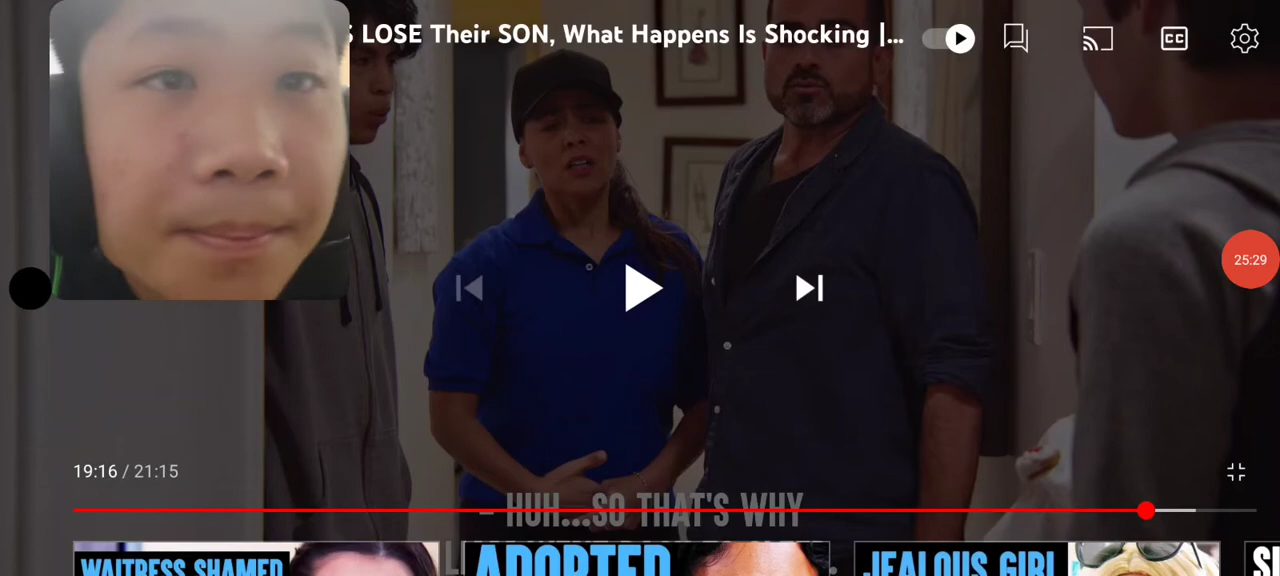 LOSE Their SON, What Happens Is Shocking |...
CC
25:29
19:16 / 21:15
- HUH...SO THAT'S WHY
WAITRESS SHAMED
ADOPTED
JEALOUS GIRL